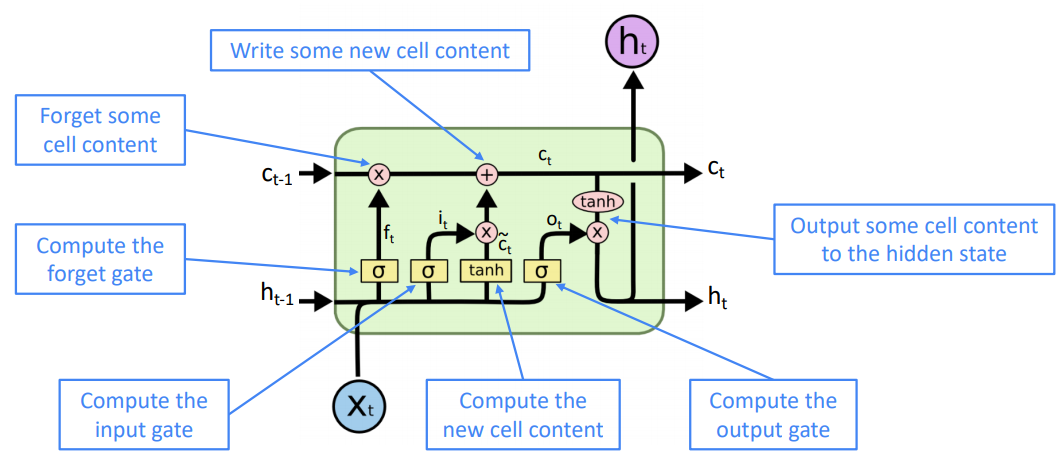 hₜ
Write some new cell content
Forget some
cell content
cₜ
cₜ₋₁
x
+
cₜ
tanh
Output some cell content
to the hidden state
Compute the
forget gate
fₜ
iₜ
x
c̃ₜ
oₜ
x
σ
σ
tanh
σ
hₜ₋₁
hₜ
Compute the
input gate
Xₜ
Compute the
new cell content
Compute the
output gate